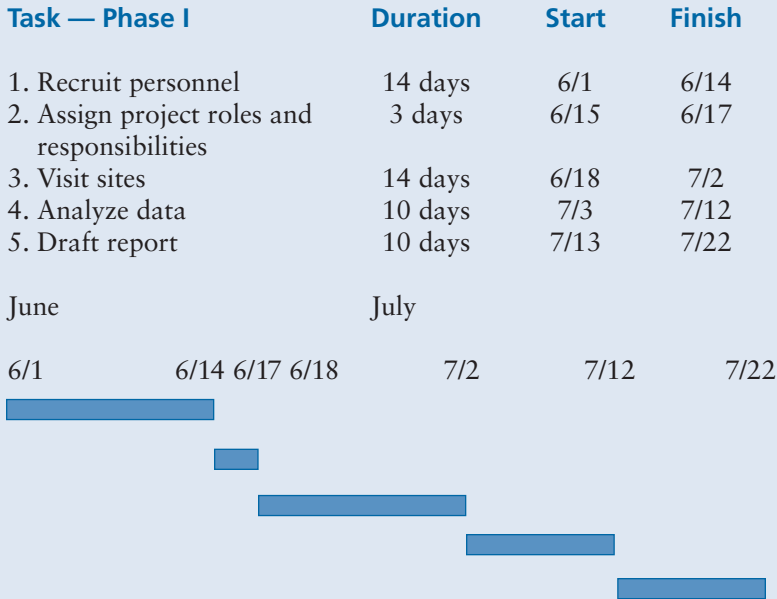 Task — Phase I Duration Start Finish
1. Recruit personnel 14 days 6/1 6/14
2. Assign project roles and 3 days 6/15 6/17
responsibilities
3. Visit sites 14 days 6/18 7/2
4. Analyze data 10 days 7/3 7/12
5. Draft report 10 days 7/13 7/22
June July
6/1 6/14 6/17 6/18 7/2 7/12 7/22